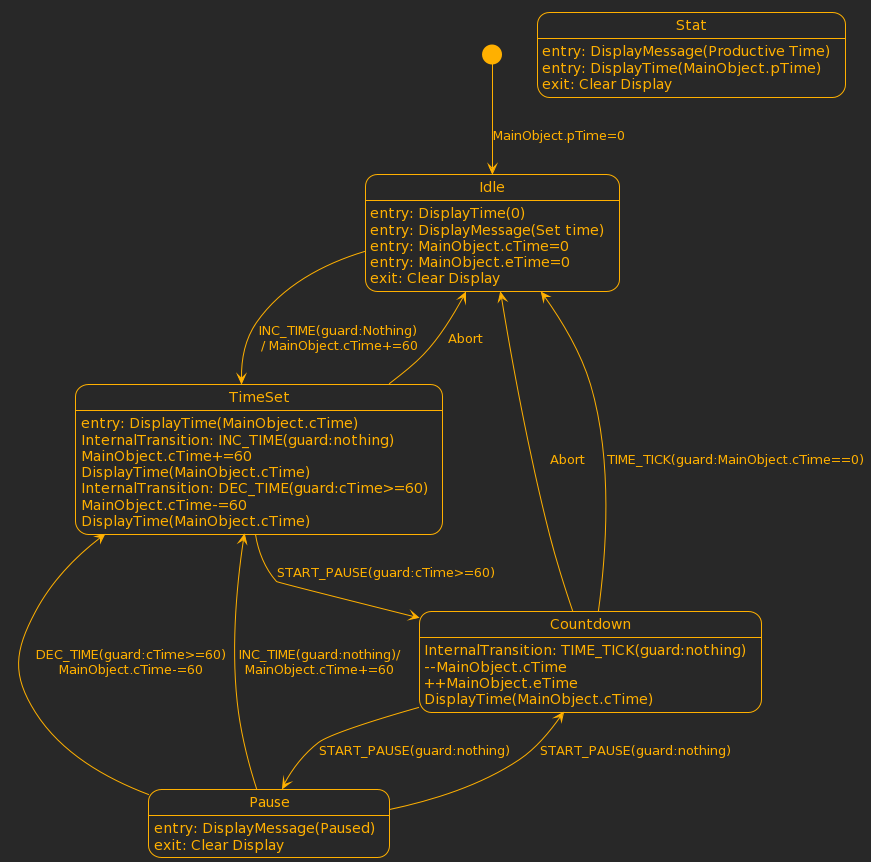 Stat
entry: DisplayMessage(Productive Time)
entry: DisplayTime(MainObject.pTime)
exit: Clear Display
MainObject.pTime=0
Idle
entry: DisplayTime(0)
entry: DisplayMessage(Set time)
entry: MainObject.cTime=0
entry: MainObject.eTime=0
exit: Clear Display
INC_TIME(guard:Nothing)
/ MainObject.cTime+=60
Abort
TimeSet
entry: DisplayTime(MainObject.cTime)
InternalTransition: INC_TIME(guard:nothing)
MainObject.cTime+=60
DisplayTime(MainObject.cTime)
InternalTransition: DEC_TIME(guard:cTime>=60)
MainObject.cTime-=60
DisplayTime(MainObject.cTime)
Abort
TIME_TICK(guard:MainObject.cTime==0)
START_PAUSE(guard:cTime>=60)
Countdown
InternalTransition: TIME_TICK(guard:nothing)
--MainObject.cTime
++MainObject.eTime
DisplayTime(MainObject.cTime)
DEC_TIME(guard:cTime>=60)
MainObject.cTime-=60
INC_TIME(guard:nothing)/
MainObject.cTime+=60
START_PAUSE(guard:nothing)
START_PAUSE(guard:nothing)
Pause
entry: DisplayMessage(Paused)
exit: Clear Display